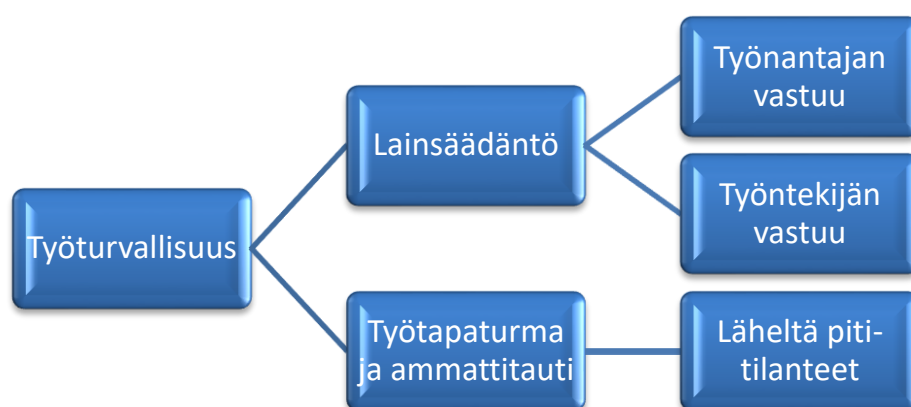 Työturvallisuus
Lainsäädäntö
Työnantajan
vastuu
Työntekijän
vastuu
Työtapaturma
ja ammattitauti
Läheltä piti-
tilanteet